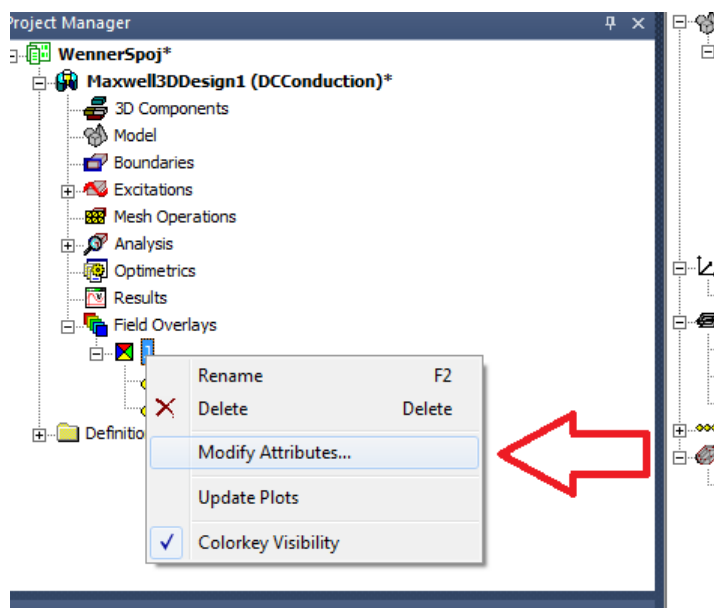 Project Manager
WennerSpoj*
Maxwell3DDesign1 (DCConduction)*
3D Components
Model
Boundaries
Excitations
Mesh Operations
Analysis
Optimetrics
Results
Field Overlays
J
Rename F2
Delete Delete
Definitio
Modify Attributes...
Update Plots
Colorkey Visibility